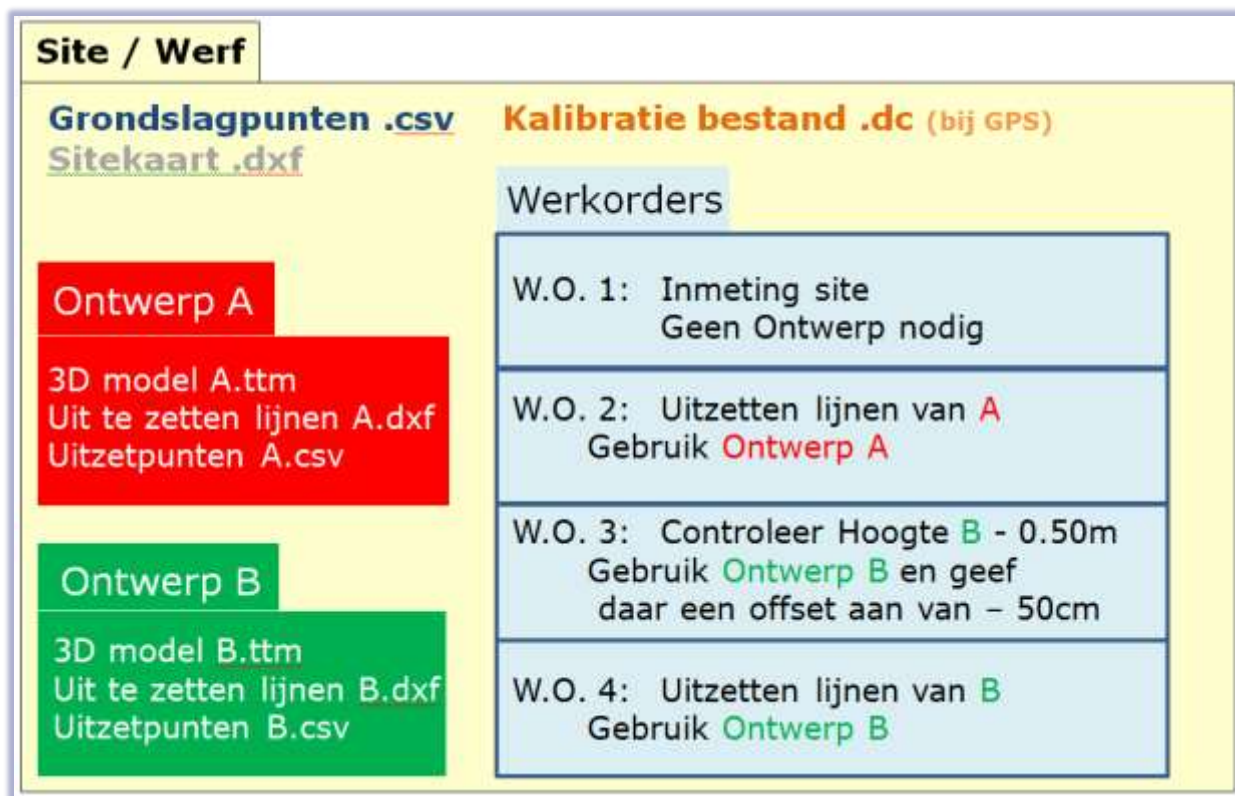 Site / Werf
Grondslagpunten .csv
Sitekaart .dxf
Kalibratie bestand .dc (bij GPS)
Ontwerp A
3D model A.ttm
Uit te zetten lijnen A.dxf
Uitzetpunten A.csv
Ontwerp B
3D model B.ttm
Uit te zetten lijnen B.dxf
Uitzetpunten B.csv
Werkorders
W.O. 1: Inmeting site
Geen Ontwerp nodig
W.O. 2: Uitzetten lijnen van A
Gebruik Ontwerp A
W.O. 3: Controleer Hoogte B - 0.50m
Gebruik Ontwerp B en geef
daar een offset aan van – 50cm
W.O. 4: Uitzetten lijnen van B
Gebruik Ontwerp B